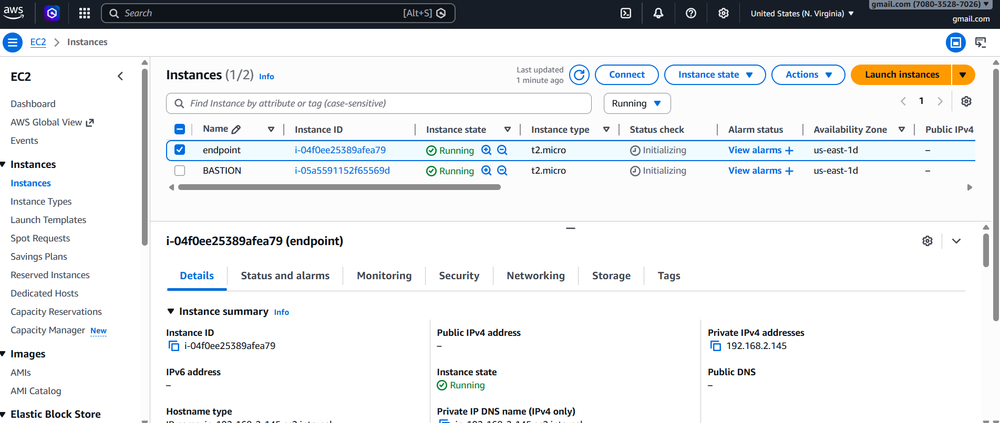 aws
Search [Alt+S]
United States (N. Virginia)
gmail.com (7080-3528-7026)
gmail.com
EC2 Instances
EC2
Dashboard
AWS Global View
Events
Instances
Instances
Instance Types
Launch Templates
Spot Requests
Savings Plans
Reserved Instances
Dedicated Hosts
Capacity Reservations
Capacity Manager New
Images
AMIs
AMI Catalog
Elastic Block Store
Instances (1/2) Info
Last updated
1 minute ago
Connect
Instance state
Actions
Launch instances
Find Instance by attribute or tag (case-sensitive)
Running
1
Name Instance ID Instance state Instance type Status check Alarm status Availability Zone Public IPv4
endpoint i-04f0ee25389afea79 Running t2.micro Initializing View alarms + us-east-1d –
BASTION i-05a5591152f65569d Running t2.micro Initializing View alarms + us-east-1d –
i-04f0ee25389afea79 (endpoint)
Details Status and alarms Monitoring Security Networking Storage Tags
Instance summary Info
Instance ID
i-04f0ee25389afea79
Public IPv4 address
–
Private IPv4 addresses
192.168.2.145
IPv6 address
–
Instance state
Running
Public DNS
–
Hostname type
Private IP DNS name (IPv4 only)